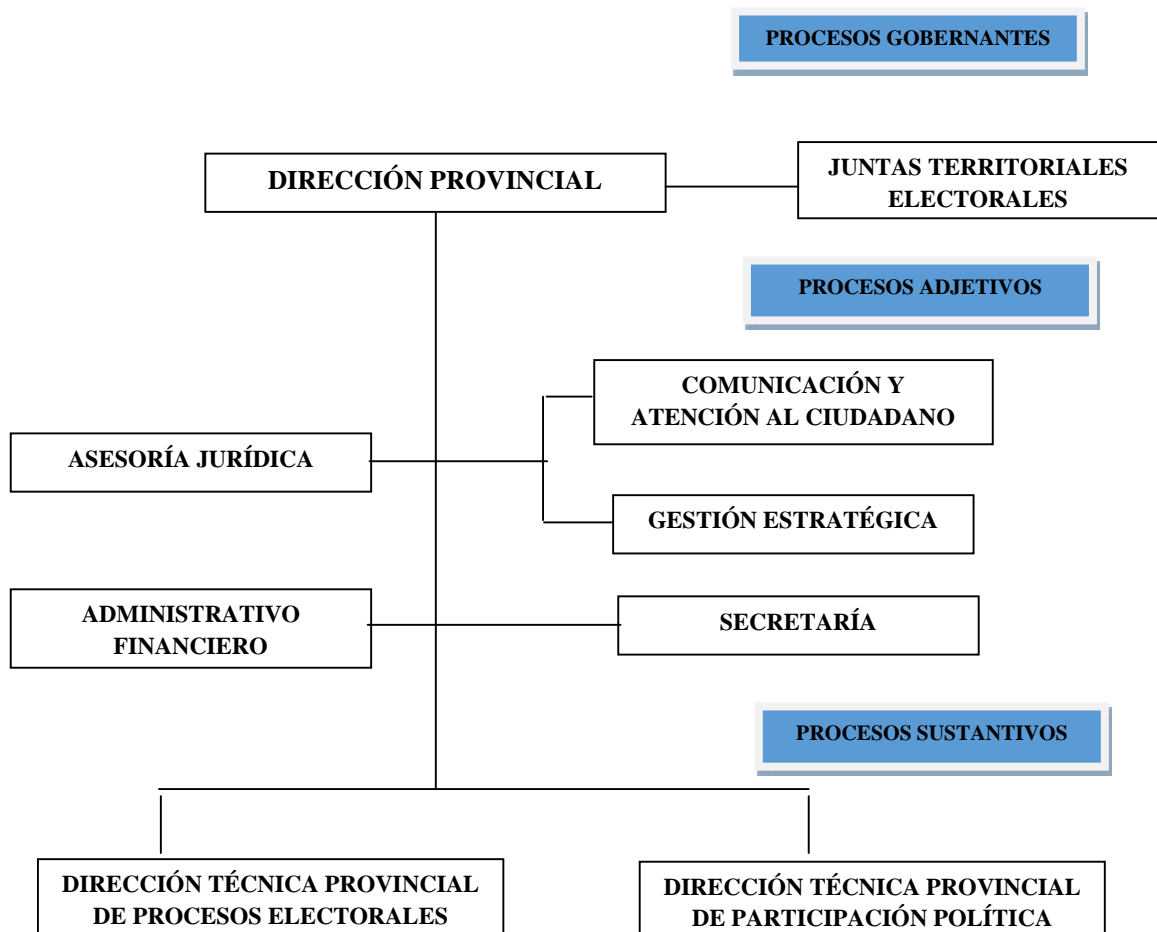 PROCESOS GOBERNANTES
DIRECCIÓN PROVINCIAL
JUNTAS TERRITORIALES
ELECTORALES
PROCESOS ADJETIVOS
COMUNICACIÓN Y
ATENCIÓN AL CIUDADANO
ASESORÍA JURÍDICA
GESTIÓN ESTRATÉGICA
ADMINISTRATIVO
FINANCIERO
SECRETARÍA
PROCESOS SUSTANTIVOS
DIRECCIÓN TÉCNICA PROVINCIAL
DE PROCESOS ELECTORALES
DIRECCIÓN TÉCNICA PROVINCIAL
DE PARTICIPACIÓN POLÍTICA